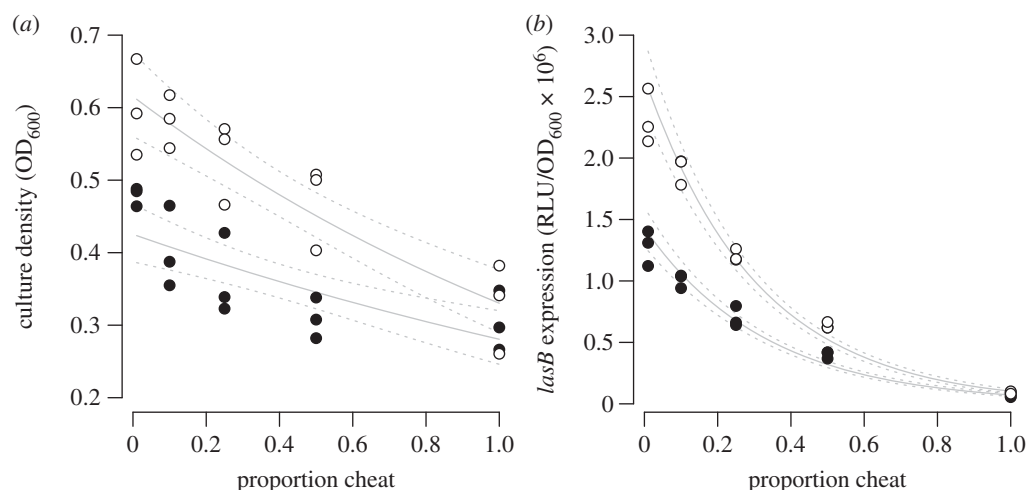 (a)
0.7
0.6
0.5
0.4
0.3
0.2
culture density (OD600)
0 0.2 0.4 0.6 0.8 1.0
proportion cheat
(b)
3.0
2.5
2.0
1.5
1.0
0.5
0
lasB expression (RLU/OD600 × 10⁶)
0 0.2 0.4 0.6 0.8 1.0
proportion cheat